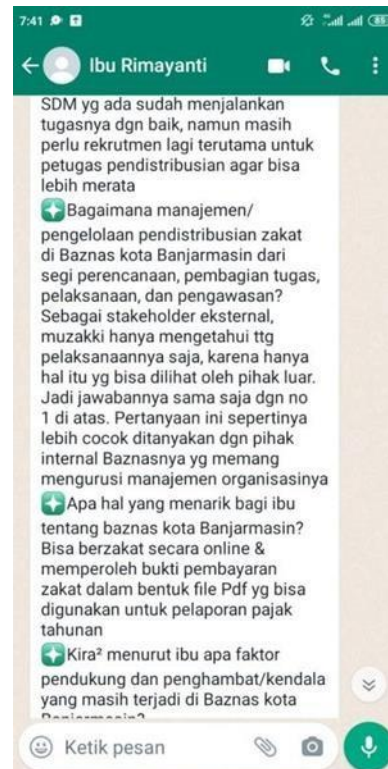 7:41
85
Ibu Rimayanti
SDM yg ada sudah menjalankan
tugasnya dgn baik, namun masih
perlu rekrutmen lagi terutama untuk
petugas pendistribusian agar bisa
lebih merata
Bagaimana manajemen/
pengelolaan pendistribusian zakat
di Baznas kota Banjarmasin dari
segi perencanaan, pembagian tugas,
pelaksanaan, dan pengawasan?
Sebagai stakeholder eksternal,
muzakki hanya mengetahui ttg
pelaksanaannya saja, karena hanya
hal itu yg bisa dilihat oleh pihak luar.
Jadi jawabannya sama saja dgn no
1 di atas. Pertanyaan ini sepertinya
lebih cocok ditanyakan dgn pihak
internal Baznasnya yg memang
mengurusi manajemen organisasinya
Apa hal yang menarik bagi ibu
tentang baznas kota Banjarmasin?
Bisa berzakat secara online &
memperoleh bukti pembayaran
zakat dalam bentuk file Pdf yg bisa
digunakan untuk pelaporan pajak
tahunan
Kira² menurut ibu apa faktor
pendukung dan penghambat/kendala
yang masih terjadi di Baznas kota
Banjarmasin?
Ketik pesan